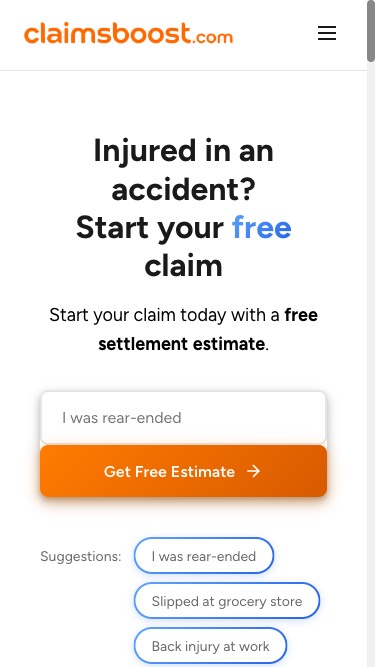 claimsboost.com
Injured in an
accident?
Start your free
claim
Start your claim today with a free
settlement estimate.
I was rear-ended
Get Free Estimate →
Suggestions:
I was rear-ended
Slipped at grocery store
Back injury at work